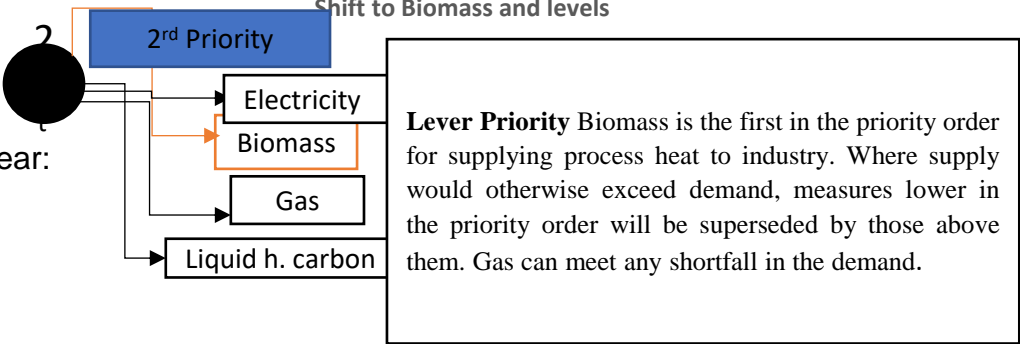 Shift to Biomass and levels
2
2rd Priority
Electricity
Biomass
ear:
Gas
Liquid h. carbon
Lever Priority Biomass is the first in the priority order
for supplying process heat to industry. Where supply
would otherwise exceed demand, measures lower in
the priority order will be superseded by those above
them. Gas can meet any shortfall in the demand.